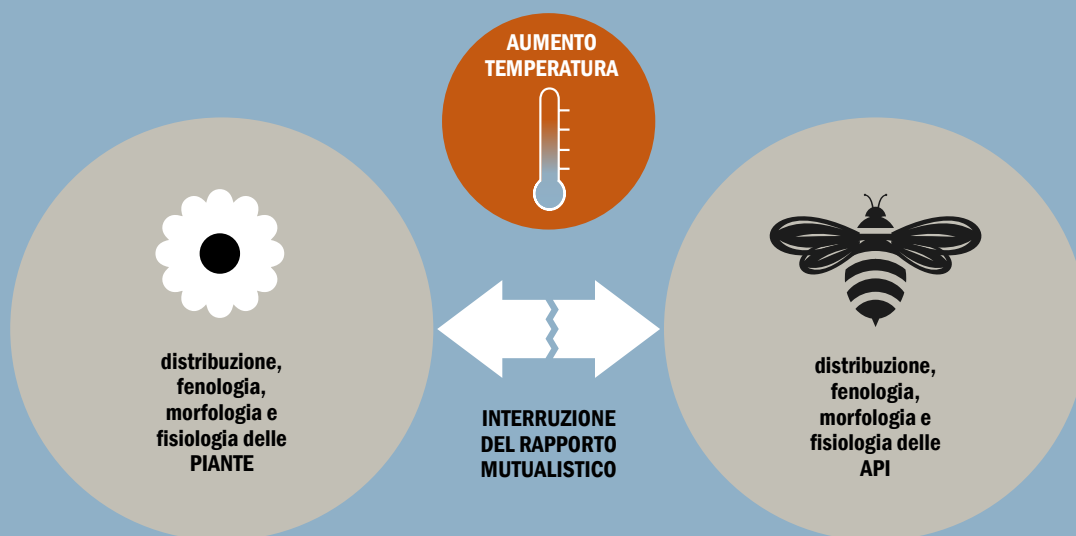 AUMENTO
TEMPERATURA
distribuzione,
fenologia,
morfologia e
fisiologia delle
PIANTE
INTERRUZIONE
DEL RAPPORTO
MUTUALISTICO
distribuzione,
fenologia,
morfologia e
fisiologia delle
API